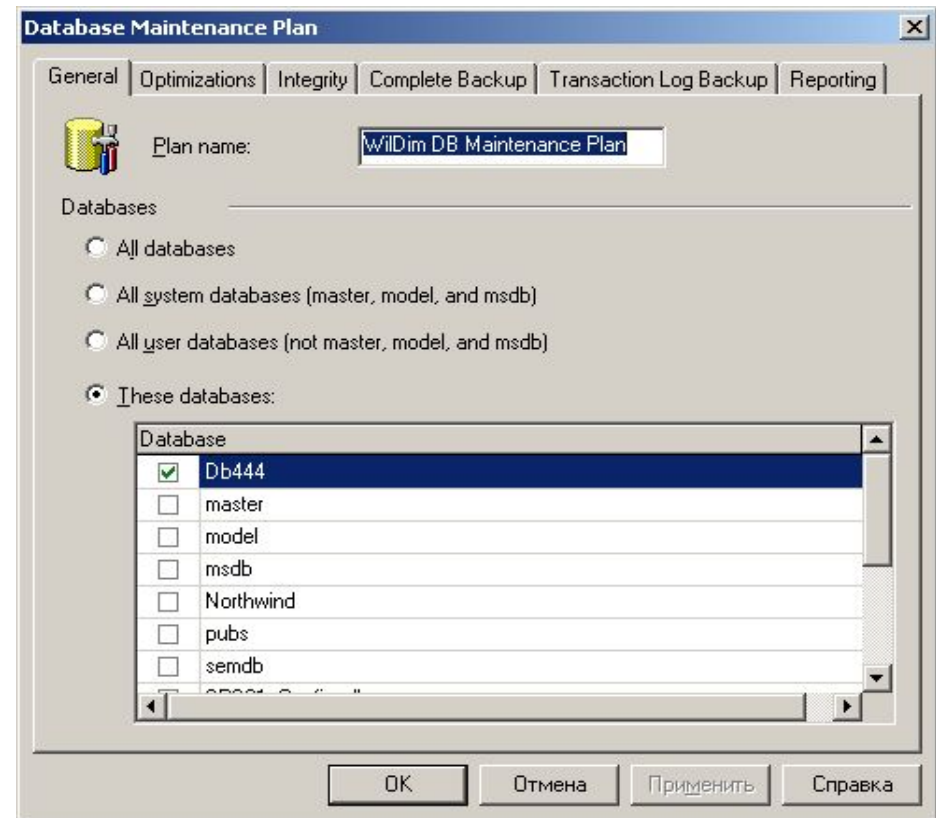 Database Maintenance Plan
General Optimizations Integrity Complete Backup Transaction Log Backup Reporting
Plan name: WilDim DB Maintenance Plan
Databases
All databases
All system databases (master, model, and msdb)
All user databases (not master, model, and msdb)
These databases:
Database
Db444
master
model
msdb
Northwind
pubs
semdb
OK Отмена Применить Справка